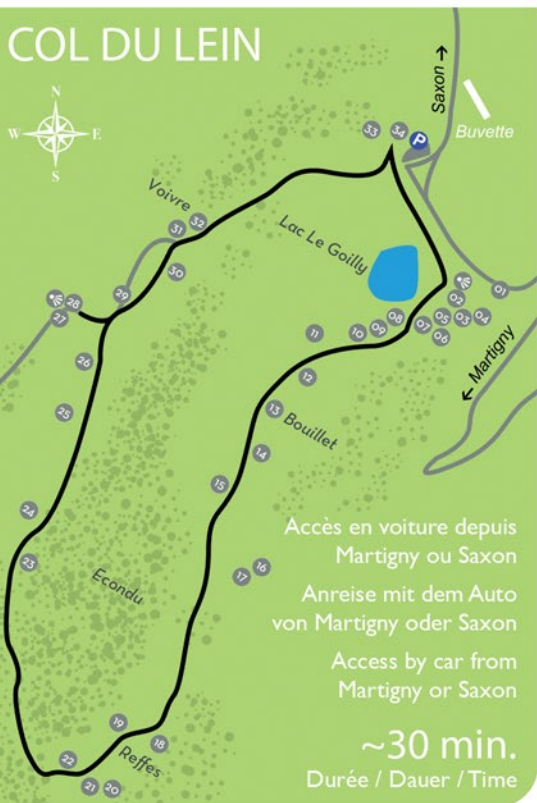 COL DU LEIN
N
W E
S
Saxon →
Buvette
33 34 P
Voivre
32
31
30
Lac Le Goilly
29
28
27
01
02
03 04
05
06
07
08
09
10
11
← Martigny
12
26
13
Bouillet
25
14
15
24
23
16
17
Econdu
Accès en voiture depuis
Martigny ou Saxon
Anreise mit dem Auto
von Martigny oder Saxon
Access by car from
Martigny or Saxon
19
18
Reffes
22
21 20
~30 min.
Durée / Dauer / Time